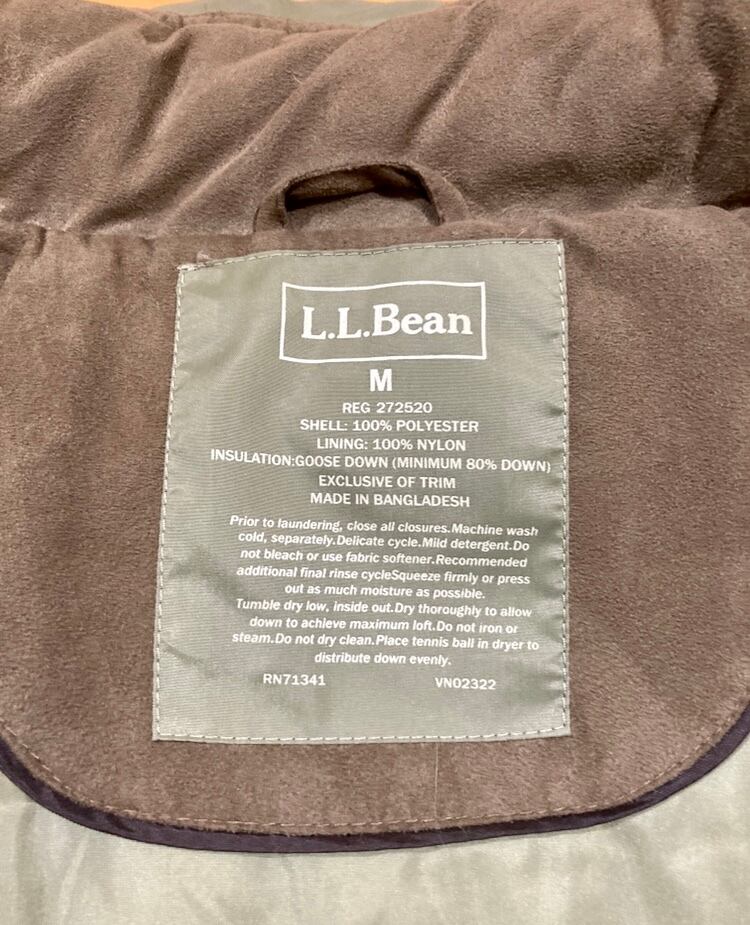 L.L.Bean
M
REG 272520
SHELL: 100% POLYESTER
LINING: 100% NYLON
INSULATION:GOOSE DOWN (MINIMUM 80% DOWN)
EXCLUSIVE OF TRIM
MADE IN BANGLADESH
Prior to laundering, close all closures.Machine wash
cold, separately.Delicate cycle.Mild detergent.Do
not bleach or use fabric softener.Recommended
additional final rinse cycleSqueeze firmly or press
out as much moisture as possible.
Tumble dry low, inside out.Dry thoroughly to allow
down to achieve maximum loft.Do not iron or
steam.Do not dry clean.Place tennis ball in dryer to
distribute down evenly.
RN71341 VN02322